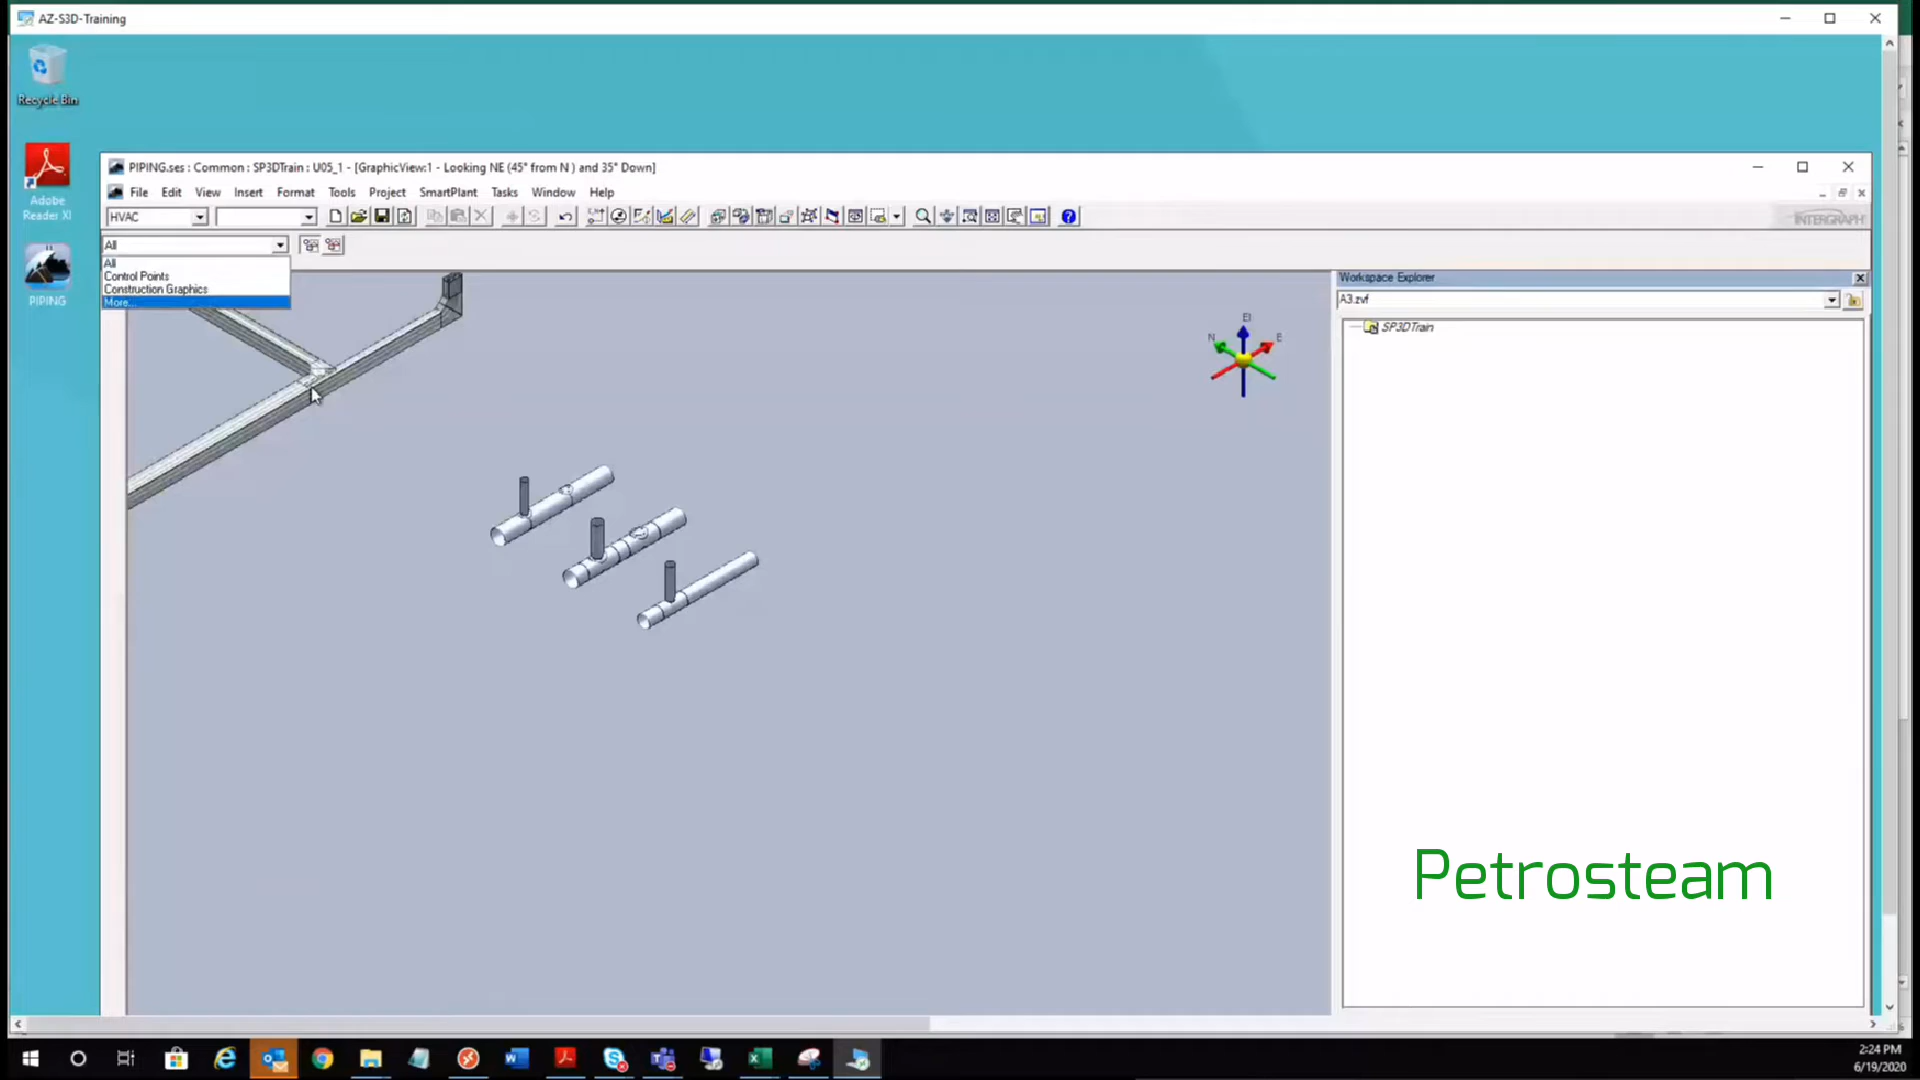 AZ-S3D-Training
Recycle Bin
Adobe
Reader XI
PIPING
PIPING.ses : Common : SP3DTrain : U05_1 - [GraphicView:1 - Looking NE (45° from N ) and 35° Down]
File Edit View Insert Format Tools Project SmartPlant Tasks Window Help
HVAC
INTERGRAPH
All
All
Control Points
Construction Graphics
More...
Workspace Explorer
A3.zvf
SP3DTrain
El
N
E
Petrosteam
2:24 PM
6/19/2020